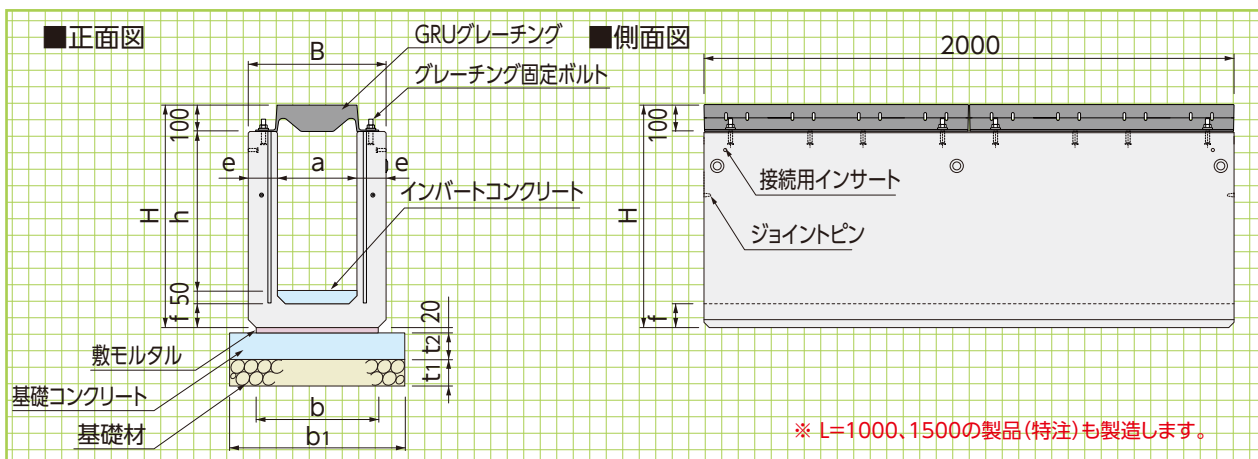 ■正面図
GRUグレーチング
B
グレーチング固定ボルト
100
e
a
e
インバートコンクリート
H
h
50
f
20
敷モルタル
t2
基礎コンクリート
t1
基礎材
b
b1
■側面図
2000
100
接続用インサート
H
ジョイントピン
f
※ L=1000、1500の製品(特注)も製造します。